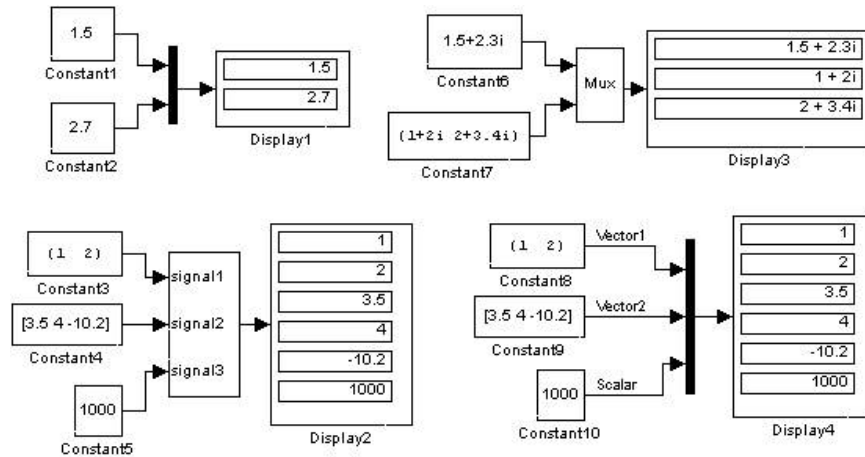 1.5
Constant1
2.7
Constant2
1.5
2.7
Display1
1.5+2.3i
Constant6
(1+2i 2+3.4i)
Constant7
Mux
1.5 + 2.3i
1 + 2i
2 + 3.4i
Display3
(1 2)
Constant3
[3.5 4 -10.2]
Constant4
1000
Constant5
signal1
signal2
signal3
1
2
3.5
4
-10.2
1000
Display2
(1 2)
Constant8
[3.5 4 -10.2]
Constant9
1000
Constant10
Vector1
Vector2
Scalar
1
2
3.5
4
-10.2
1000
Display4